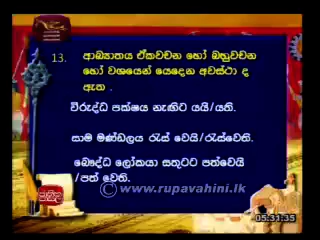 13. ආඛ්‍යාතය ඒකවචන හෝ බහුවචන
හෝ වශයෙන් යෙදෙන අවස්ථා ද
ඇත .
විරුද්ධ පක්ෂය නැඟිට යයි/යති.
සාම මණ්ඩලය රැස් වෙයි/රැස්වෙති.
බෞද්ධ ලෝකයා සතුටට පත්වෙයි
/පත් වෙති.
© www.rupavahini.lk
05:31:35